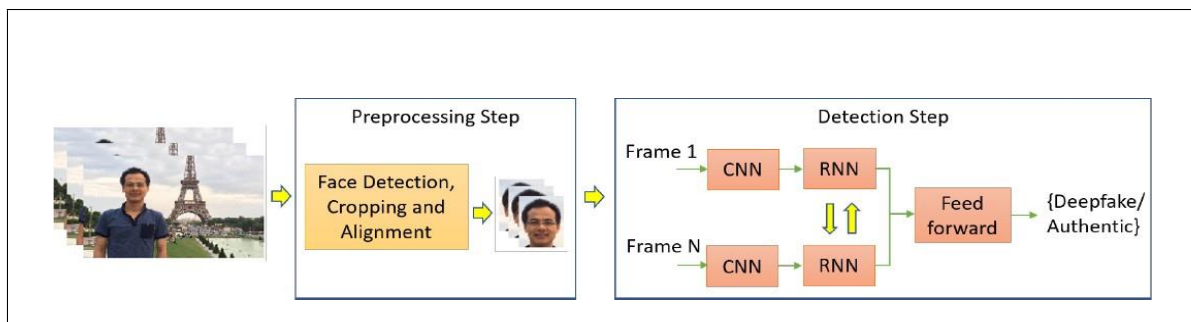 Preprocessing Step
Face Detection,
Cropping and
Alignment
Detection Step
Frame 1
CNN
RNN
Frame N
CNN
RNN
Feed
forward
{Deepfake/
Authentic}